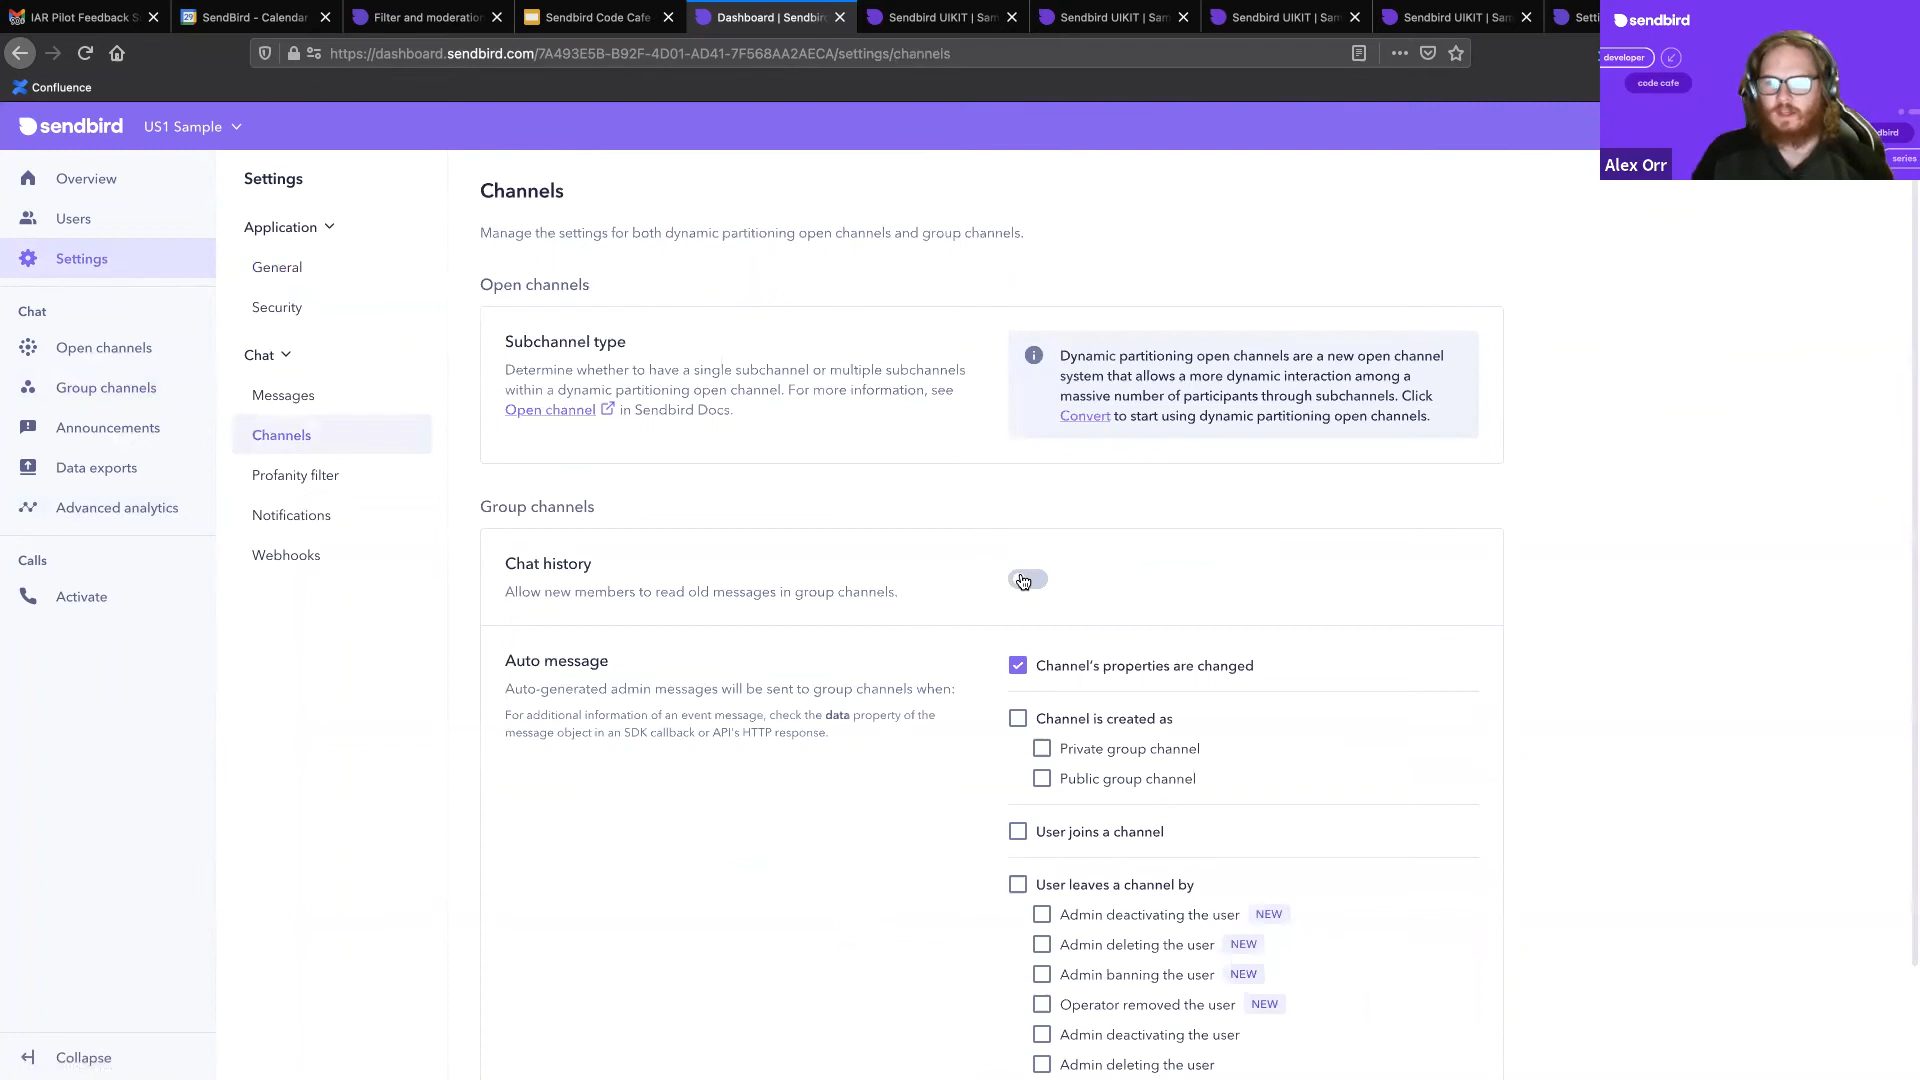 IAR Pilot Feedback S
SendBird - Calendar
Filter and moderation
Sendbird Code Cafe
Dashboard | Sendbird
Sendbird UIKIT | Sam
Sendbird UIKIT | Sam
Sendbird UIKIT | Sam
Sendbird UIKIT | Sam
Setti
https://dashboard.sendbird.com/7A493E5B-B92F-4D01-AD41-7F568AA2AECA/settings/channels
Confluence
sendbird
developer
code cafe
series
Alex Orr
sendbird
US1 Sample
Overview
Users
Settings
Chat
Open channels
Group channels
Announcements
Data exports
Advanced analytics
Calls
Activate
Collapse
Settings
Application
General
Security
Chat
Messages
Channels
Profanity filter
Notifications
Webhooks
Channels
Manage the settings for both dynamic partitioning open channels and group channels.
Open channels
Subchannel type
Determine whether to have a single subchannel or multiple subchannels
within a dynamic partitioning open channel. For more information, see
Open channel in Sendbird Docs.
Dynamic partitioning open channels are a new open channel
system that allows a more dynamic interaction among a
massive number of participants through subchannels. Click
Convert to start using dynamic partitioning open channels.
Group channels
Chat history
Allow new members to read old messages in group channels.
Auto message
Auto-generated admin messages will be sent to group channels when:
For additional information of an event message, check the data property of the
message object in an SDK callback or API's HTTP response.
Channel's properties are changed
Channel is created as
Private group channel
Public group channel
User joins a channel
User leaves a channel by
Admin deactivating the user NEW
Admin deleting the user NEW
Admin banning the user NEW
Operator removed the user NEW
Admin deactivating the user
Admin deleting the user